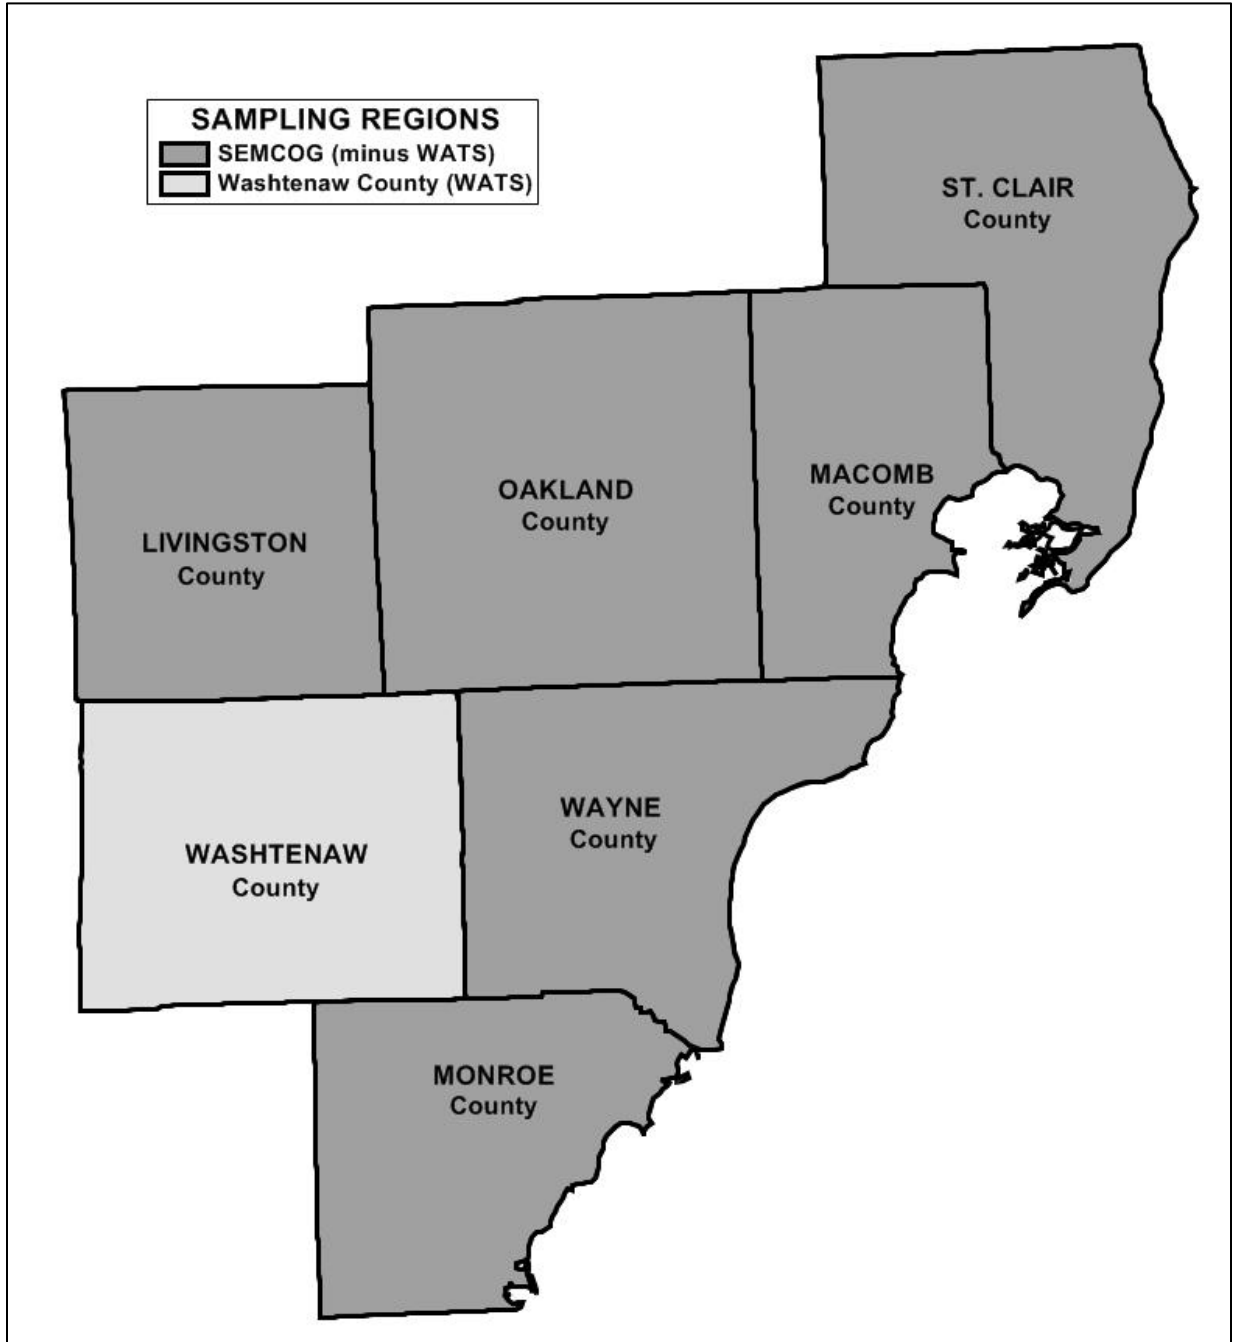 SAMPLING REGIONS
SEMCOG (minus WATS)
Washtenaw County (WATS)
ST. CLAIR
County
MACOMB
County
OAKLAND
County
LIVINGSTON
County
WAYNE
County
WASHTENAW
County
MONROE
County